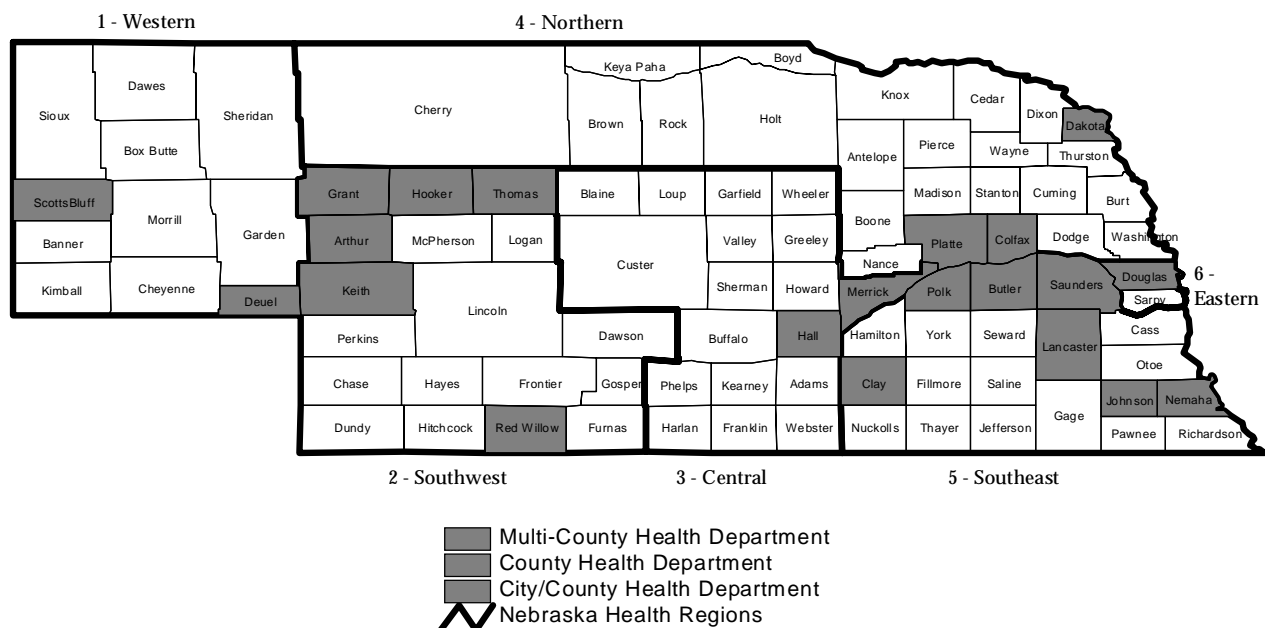 1 - Western
4 - Northern
Keya Paha
Boyd
Dawes
Sioux
Sheridan
Cherry
Brown
Rock
Holt
Knox
Cedar
Dixon
Dakota
Box Butte
Antelope
Pierce
Wayne
Thurston
ScottsBluff
Morrill
Garden
Grant
Hooker
Thomas
Blaine
Loup
Garfield
Wheeler
Madison
Stanton
Cuming
Burt
Boone
Banner
Arthur
McPherson
Logan
Custer
Valley
Greeley
Platte
Colfax
Dodge
Washington
Nance
Kimball
Cheyenne
Deuel
Keith
Lincoln
Sherman
Howard
Merrick
Polk
Butler
Saunders
Douglas
Sarpy
6 -
Eastern
Perkins
Dawson
Buffalo
Hall
Hamilton
York
Seward
Lancaster
Cass
Otoe
Chase
Hayes
Frontier
Gosper
Phelps
Kearney
Adams
Clay
Fillmore
Saline
Gage
Johnson
Nemaha
Dundy
Hitchcock
Red Willow
Furnas
Harlan
Franklin
Webster
Nuckolls
Thayer
Jefferson
Pawnee
Richardson
2 - Southwest
3 - Central
5 - Southeast
Multi-County Health Department
County Health Department
City/County Health Department
Nebraska Health Regions